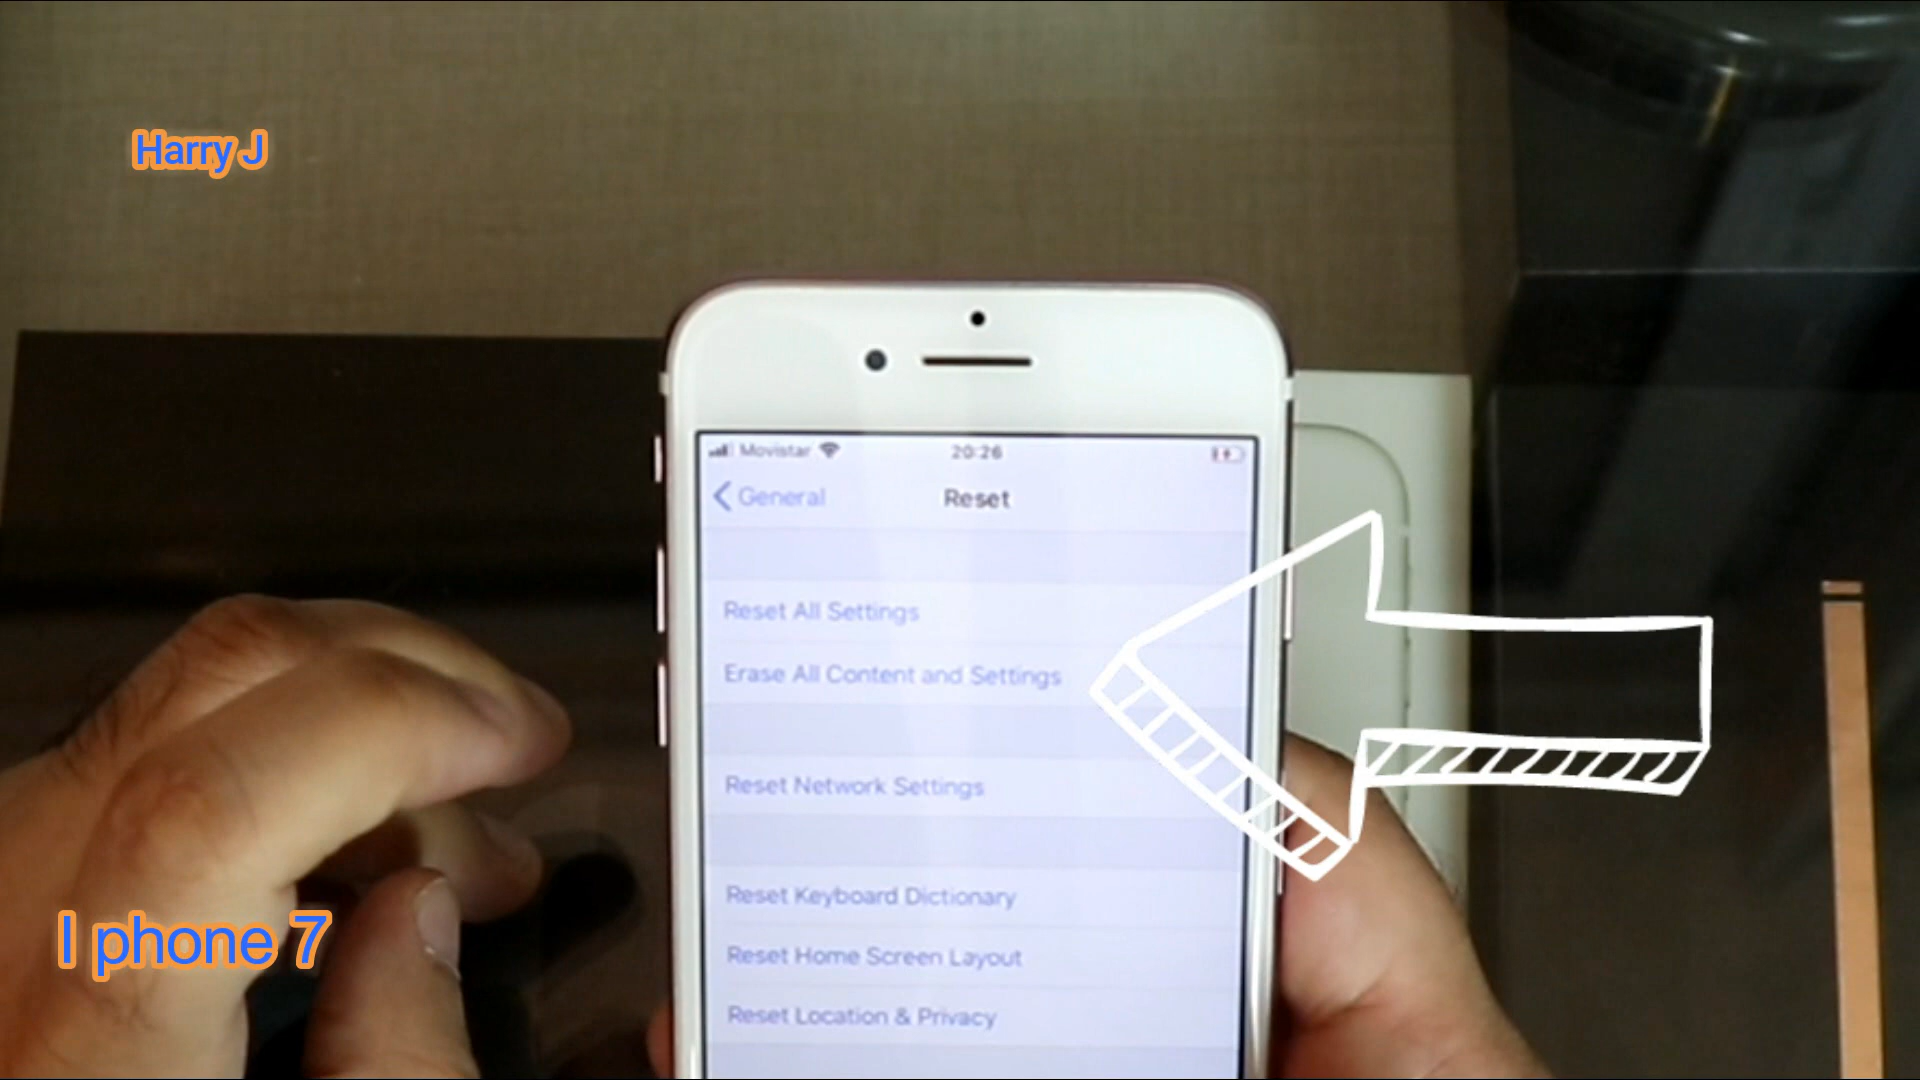 Harry J
Movistar 20:26
General Reset
Reset All Settings
Erase All Content and Settings
Reset Network Settings
Reset Keyboard Dictionary
Reset Home Screen Layout
Reset Location & Privacy
I phone 7